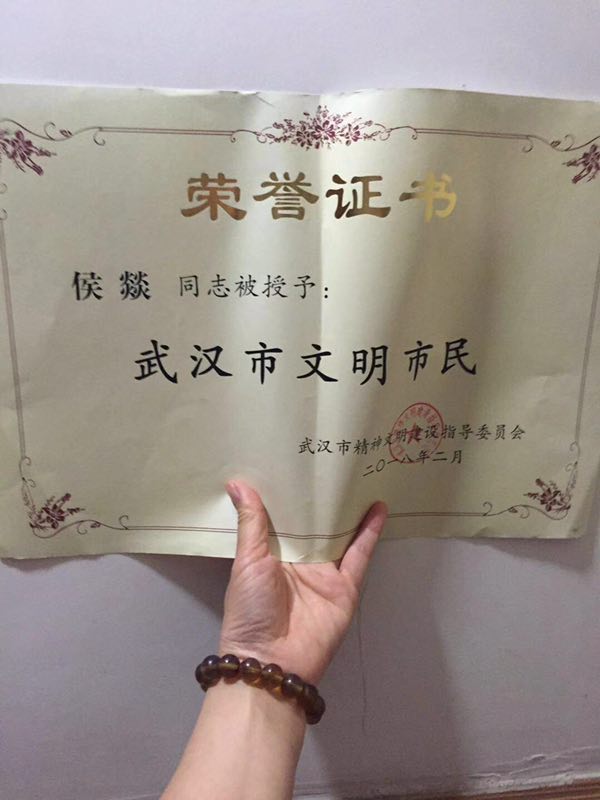 荣誉证书
侯燚 同志被授予：
武汉市文明市民
武汉市精神文明建设指导委员会
二〇一八年二月